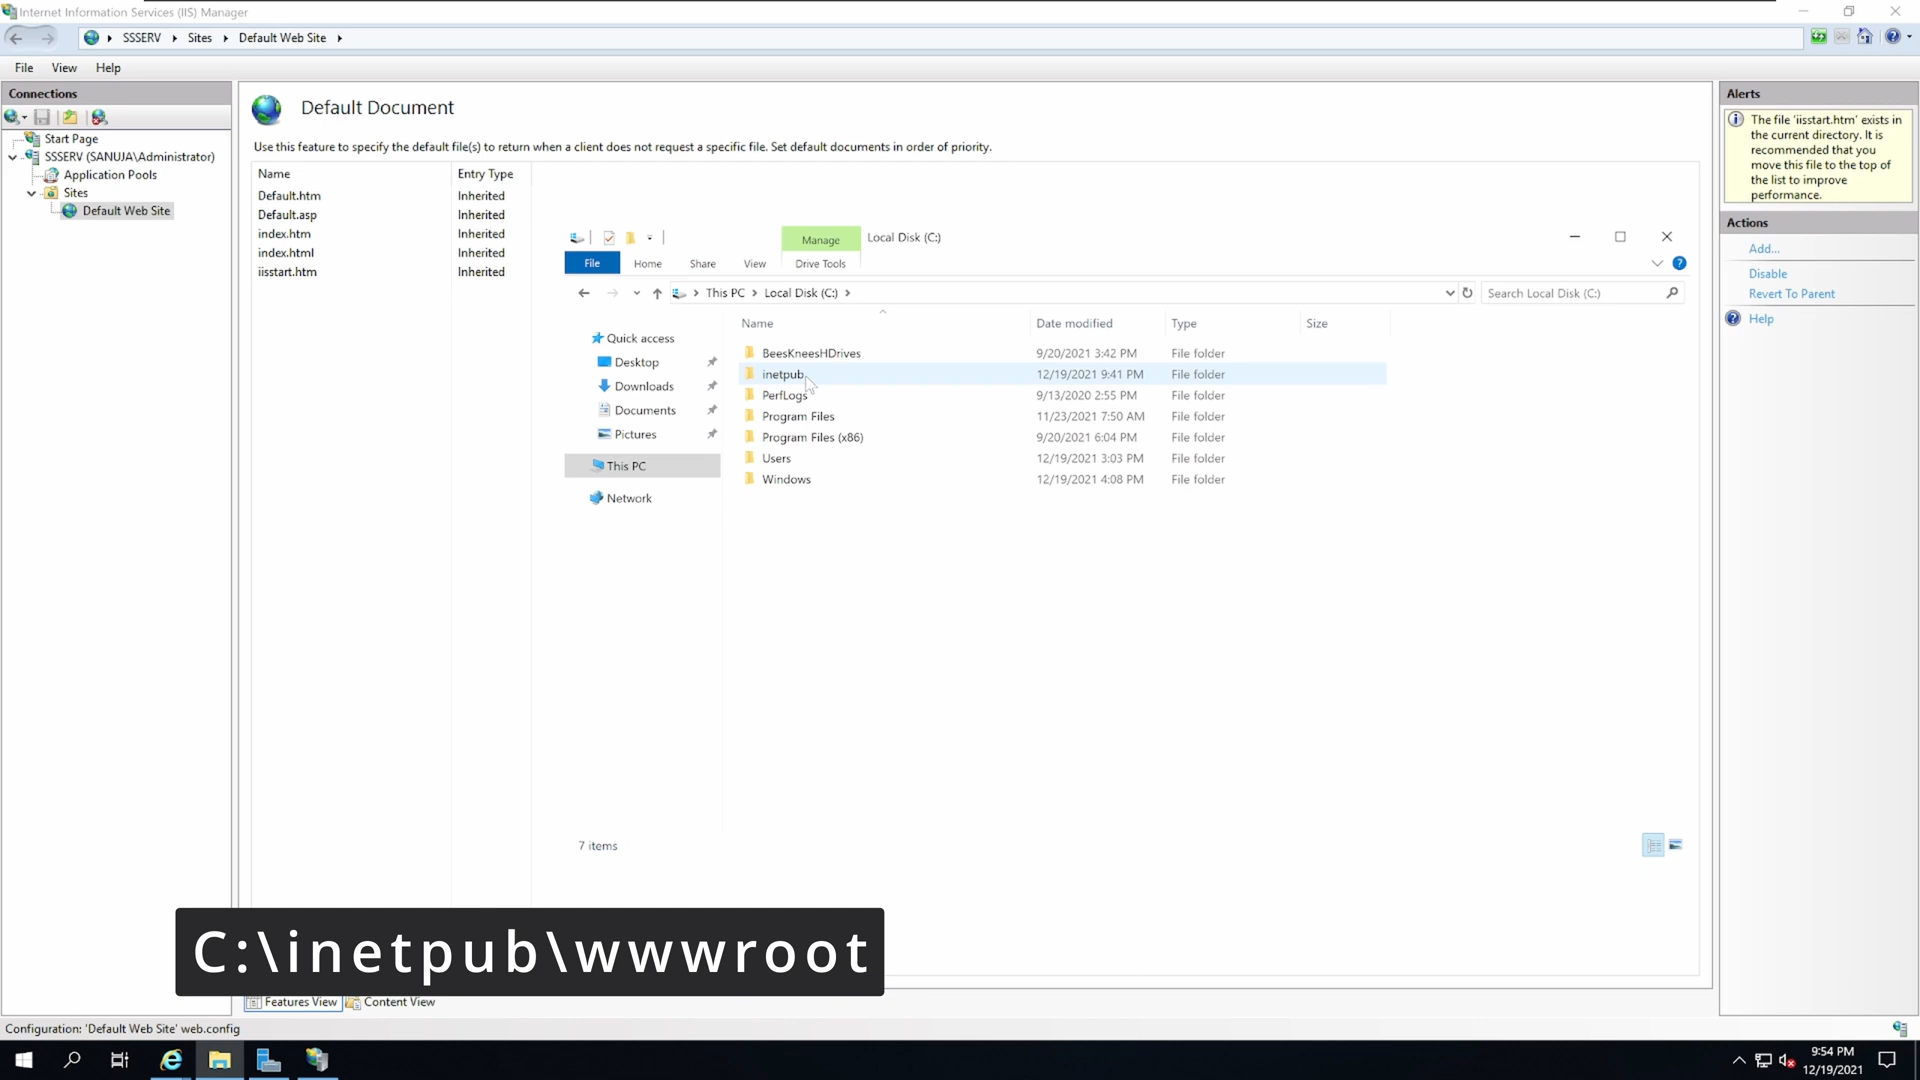 Internet Information Services (IIS) Manager
SSSERV Sites Default Web Site
File View Help
Connections
Start Page
SSSERV (SANUJA\Administrator)
Application Pools
Sites
Default Web Site
Default Document
Use this feature to specify the default file(s) to return when a client does not request a specific file. Set default documents in order of priority.
Name Entry Type
Default.htm Inherited
Default.asp Inherited
index.htm Inherited
index.html Inherited
iisstart.htm Inherited
Manage Local Disk (C:)
File Home Share View Drive Tools
This PC Local Disk (C:) Search Local Disk (C:)
Quick access
Desktop
Downloads
Documents
Pictures
This PC
Network
Name Date modified Type Size
BeesKneesHDrives 9/20/2021 3:42 PM File folder
inetpub 12/19/2021 9:41 PM File folder
PerfLogs 9/13/2020 2:55 PM File folder
Program Files 11/23/2021 7:50 AM File folder
Program Files (x86) 9/20/2021 6:04 PM File folder
Users 12/19/2021 3:03 PM File folder
Windows 12/19/2021 4:08 PM File folder
7 items
Alerts
The file 'iisstart.htm' exists in
the current directory. It is
recommended that you
move this file to the top of
the list to improve
performance.
Actions
Add...
Disable
Revert To Parent
Help
C:\inetpub\wwwroot
Features View Content View
Configuration: 'Default Web Site' web.config
9:54 PM
12/19/2021